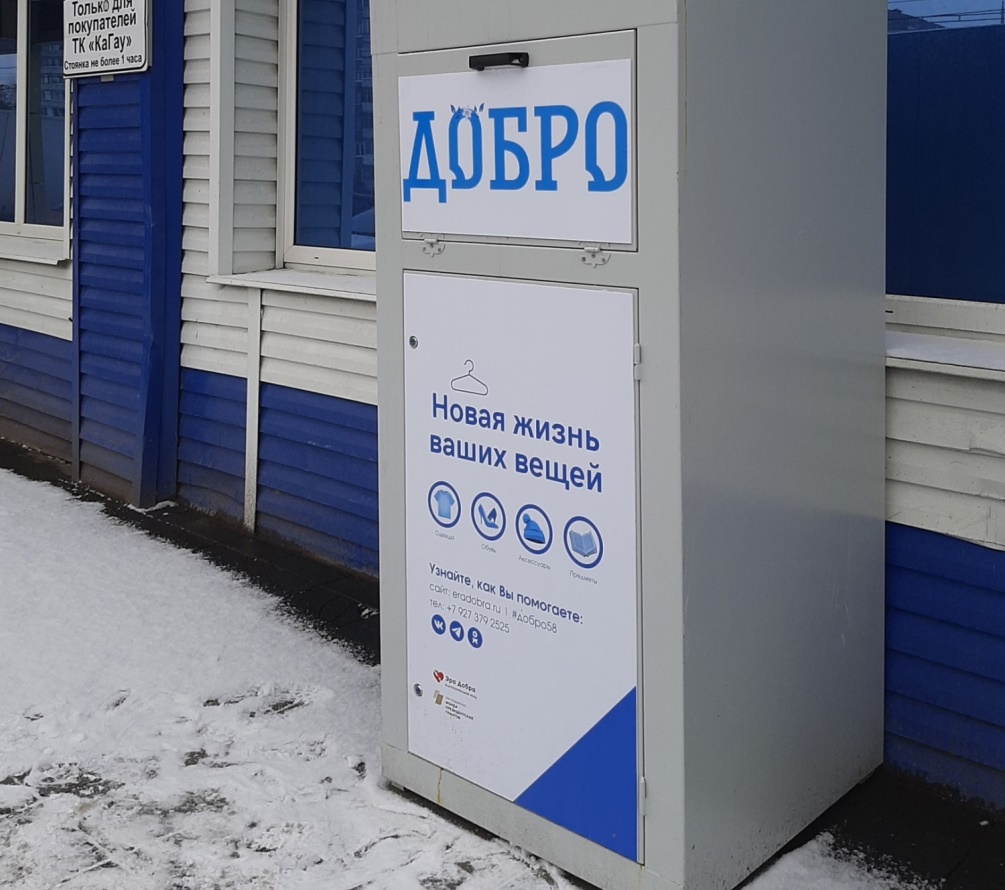 Только для
покупателей
ТК «КаГау»
Стоянка не более 1 часа
ДОБРО
Новая жизнь
ваших вещей
Одежда Обувь Аксессуары Предметы
Узнайте, как Вы помогаете:
сайт: eradobra.ru | #добро58
тел: +7 927 379 2525
Эра Добра